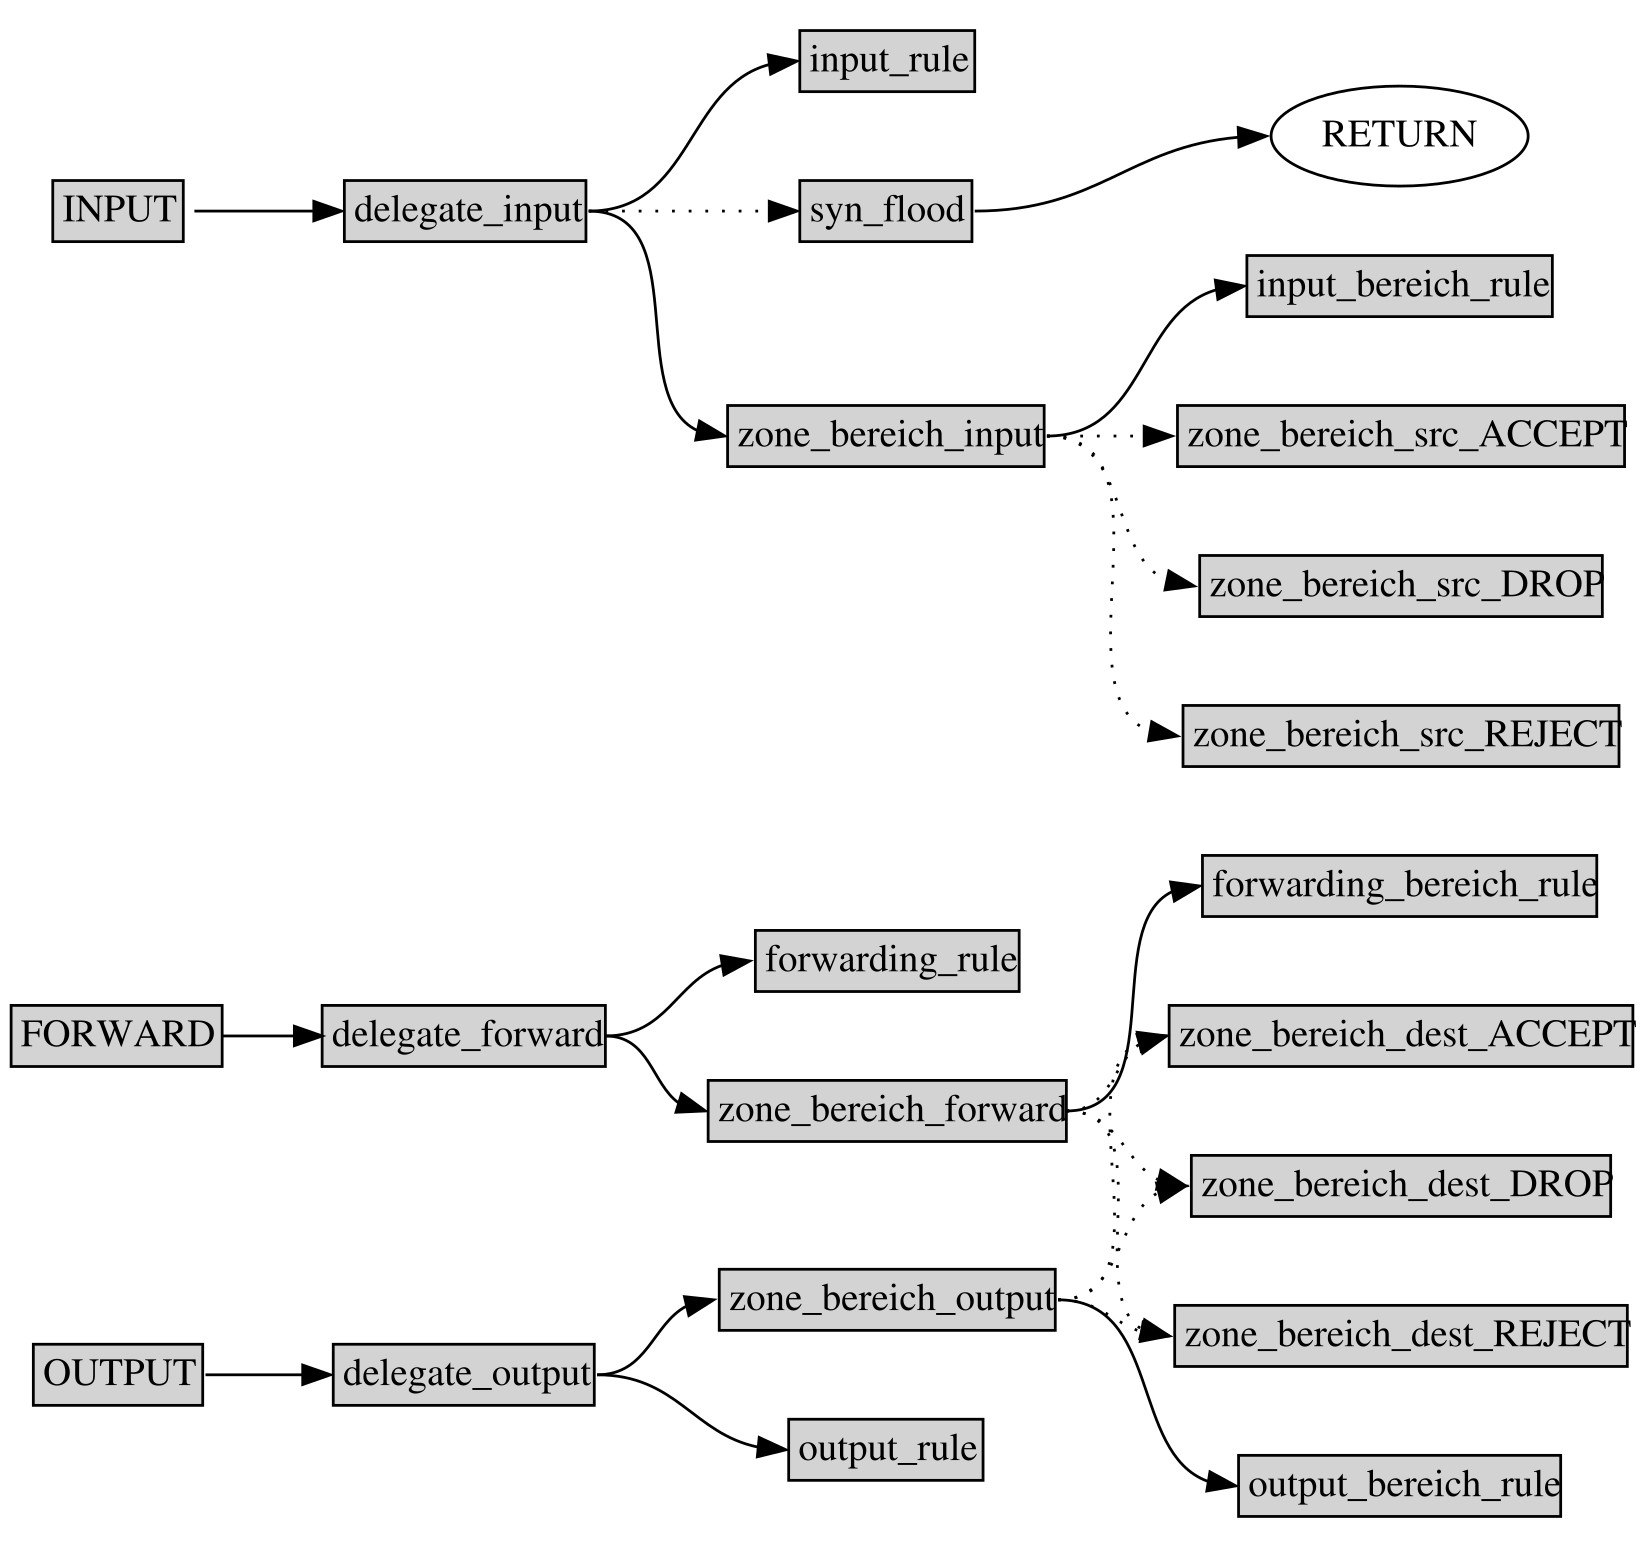 input_rule
RETURN
INPUT
delegate_input
syn_flood
input_bereich_rule
zone_bereich_input
zone_bereich_src_ACCEPT
zone_bereich_src_DROP
zone_bereich_src_REJECT
forwarding_bereich_rule
forwarding_rule
FORWARD
delegate_forward
zone_bereich_dest_ACCEPT
zone_bereich_forward
zone_bereich_dest_DROP
zone_bereich_output
zone_bereich_dest_REJECT
OUTPUT
delegate_output
output_rule
output_bereich_rule